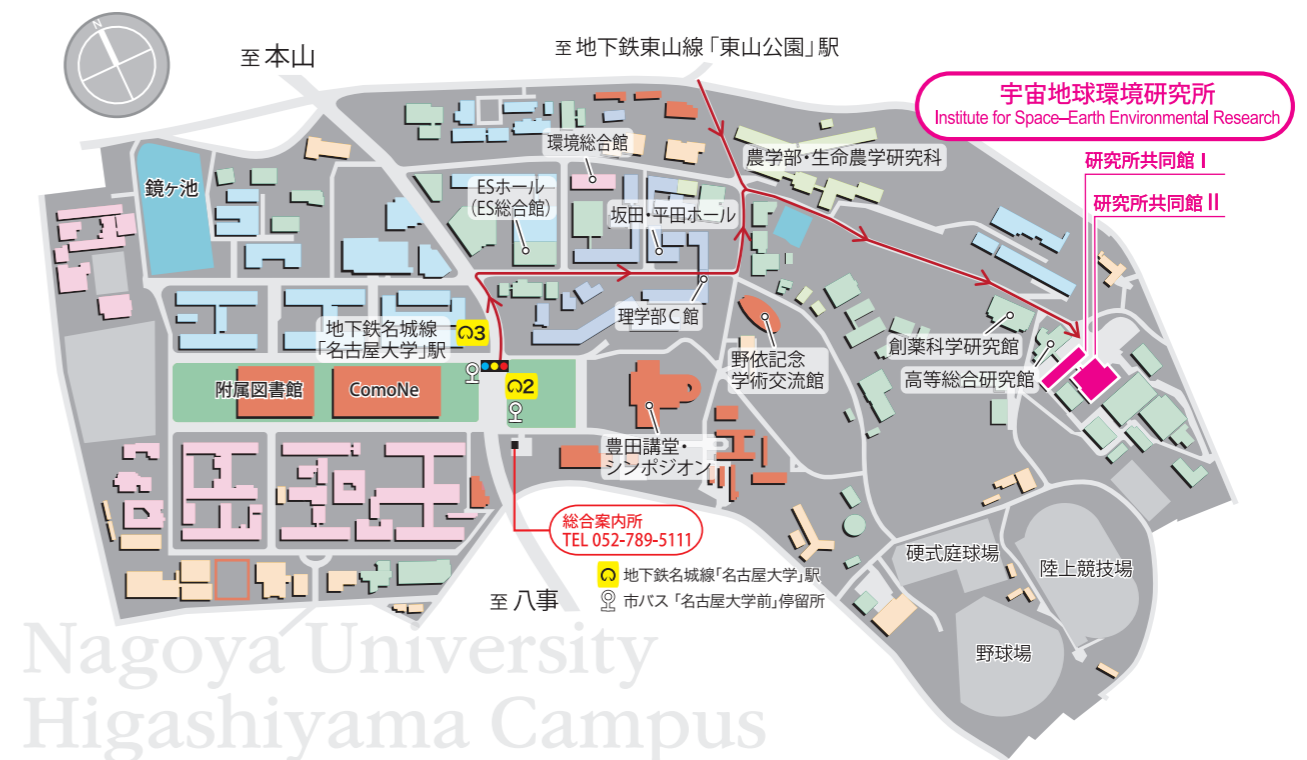 N
至 本山
至 地下鉄東山線「東山公園」駅
宇宙地球環境研究所
Institute for Space–Earth Environmental Research
研究所共同館 I
研究所共同館 II
環境総合館
農学部・生命農学研究科
鏡ヶ池
ESホール
(ES総合館)
坂田・平田ホール
理学部C館
地下鉄名城線
「名古屋大学」駅
3
2
野依記念
学術交流館
創薬科学研究館
高等総合研究館
附属図書館
ComoNe
豊田講堂・
シンポジオン
総合案内所
TEL 052-789-5111
硬式庭球場
陸上競技場
野球場
地下鉄名城線「名古屋大学」駅
市バス「名古屋大学前」停留所
至 八事
Nagoya University
Higashiyama Campus